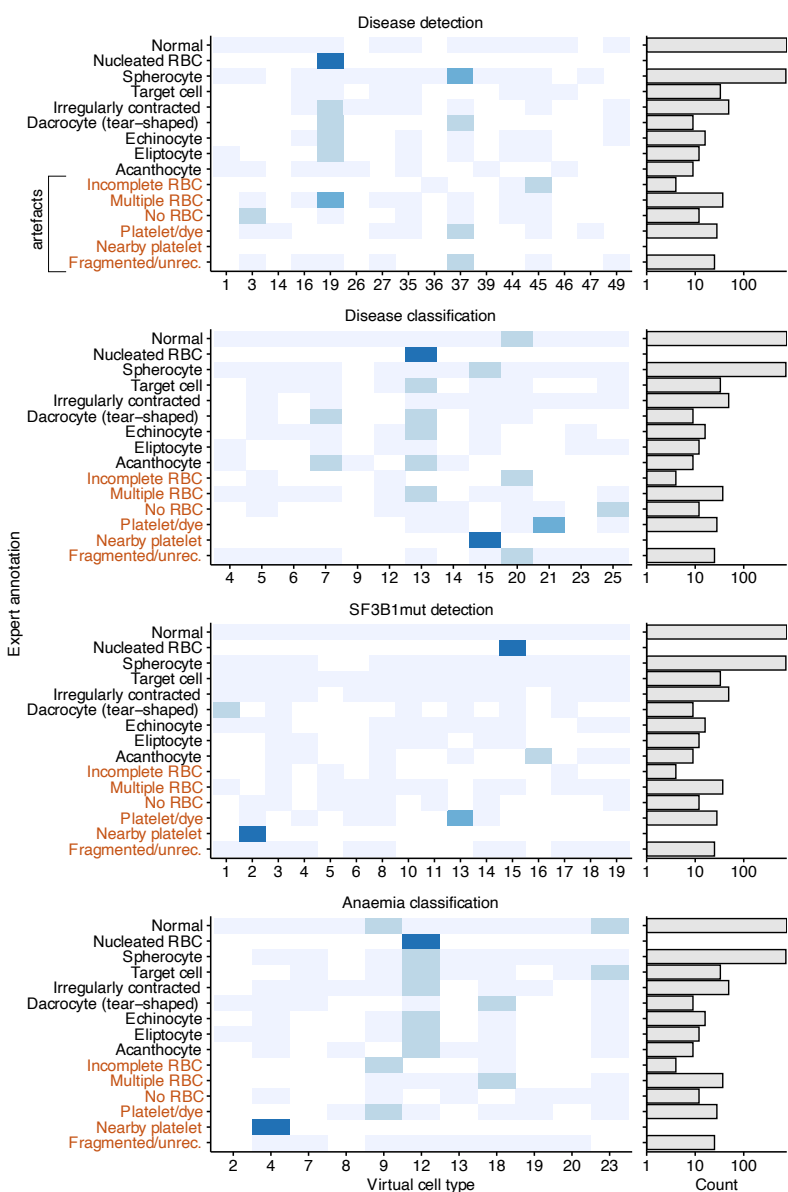 Disease detection
Normal
Nucleated RBC
Spherocyte
Target cell
Irregularly contracted
Dacrocyte (tear–shaped)
Echinocyte
Eliptocyte
Acanthocyte
Incomplete RBC
Multiple RBC
No RBC
Platelet/dye
Nearby platelet
Fragmented/unrec.
artefacts
1 3 14 16 19 26 27 35 36 37 39 44 45 46 47 49
1 10 100
Disease classification
Normal
Nucleated RBC
Spherocyte
Target cell
Irregularly contracted
Dacrocyte (tear–shaped)
Echinocyte
Eliptocyte
Acanthocyte
Incomplete RBC
Multiple RBC
No RBC
Platelet/dye
Nearby platelet
Fragmented/unrec.
4 5 6 7 9 12 13 14 15 20 21 23 25
1 10 100
Expert annotation
SF3B1mut detection
Normal
Nucleated RBC
Spherocyte
Target cell
Irregularly contracted
Dacrocyte (tear–shaped)
Echinocyte
Eliptocyte
Acanthocyte
Incomplete RBC
Multiple RBC
No RBC
Platelet/dye
Nearby platelet
Fragmented/unrec.
1 2 3 4 5 6 8 10 11 13 14 15 16 17 18 19
1 10 100
Anaemia classification
Normal
Nucleated RBC
Spherocyte
Target cell
Irregularly contracted
Dacrocyte (tear–shaped)
Echinocyte
Eliptocyte
Acanthocyte
Incomplete RBC
Multiple RBC
No RBC
Platelet/dye
Nearby platelet
Fragmented/unrec.
2 4 7 8 9 12 13 18 19 20 23
1 10 100
Virtual cell type
Count